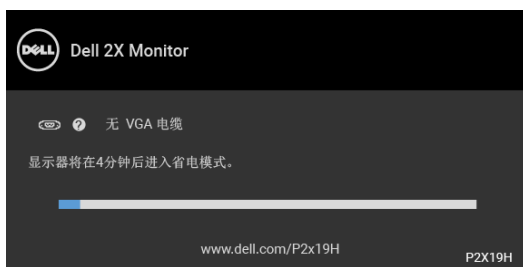 DELL Dell 2X Monitor
? 无 VGA 电缆
显示器将在4分钟后进入省电模式。
www.dell.com/P2x19H
P2X19H